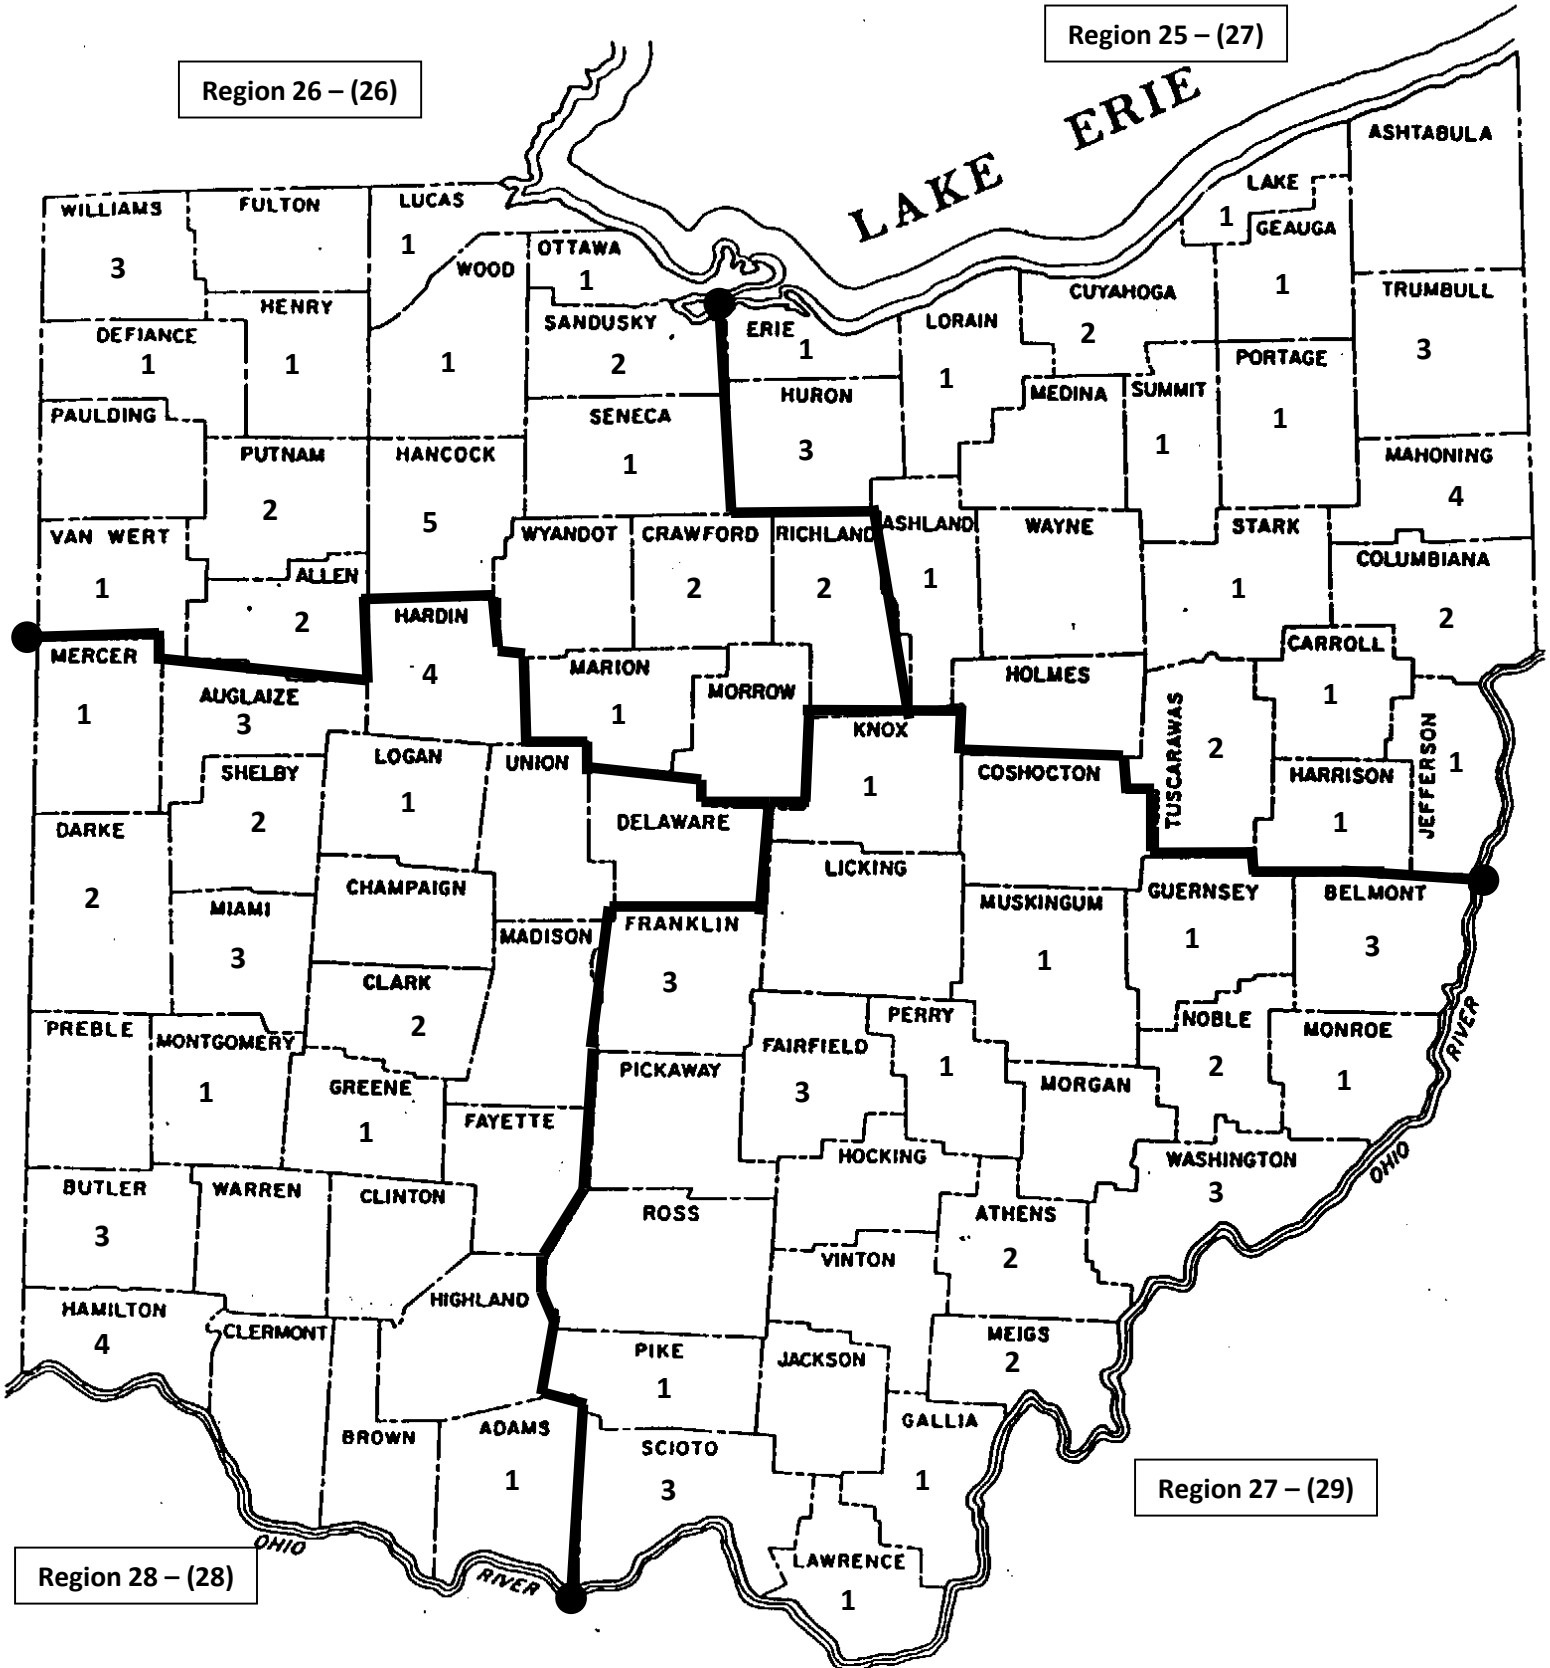 Region 25 – (27)
Region 26 – (26)
LAKE ERIE
ASHTABULA
LAKE
1
GEAUGA
1
WILLIAMS
3
FULTON
LUCAS
1
WOOD
1
OTTAWA
1
CUYAHOGA
2
TRUMBULL
3
HENRY
1
DEFIANCE
1
SANDUSKY
2
ERIE
1
LORAIN
1
PORTAGE
1
PAULDING
SENECA
1
HURON
3
MEDINA
SUMMIT
1
PUTNAM
2
HANCOCK
5
MAHONING
4
VAN WERT
1
WYANDOT
CRAWFORD
2
RICHLAND
2
ASHLAND
1
WAYNE
STARK
1
COLUMBIANA
2
ALLEN
2
HARDIN
4
CARROLL
1
MERCER
1
AUGLAIZE
3
MARION
1
MORROW
HOLMES
TUSCARAWAS
2
JEFFERSON
1
KNOX
1
SHELBY
2
LOGAN
1
UNION
COSHOCTON
HARRISON
1
DARKE
2
DELAWARE
LICKING
CHAMPAIGN
MIAMI
3
MADISON
FRANKLIN
3
MUSKINGUM
1
GUERNSEY
1
BELMONT
3
CLARK
2
PREBLE
MONTGOMERY
1
PERRY
1
NOBLE
2
MONROE
1
RIVER
FAIRFIELD
3
PICKAWAY
GREENE
1
MORGAN
FAYETTE
HOCKING
WASHINGTON
3
OHIO
BUTLER
3
WARREN
CLINTON
ROSS
ATHENS
2
VINTON
HAMILTON
4
HIGHLAND
CLERMONT
PIKE
1
JACKSON
MEIGS
2
BROWN
ADAMS
1
SCIOTO
3
GALLIA
1
Region 27 – (29)
OHIO
RIVER
LAWRENCE
1
Region 28 – (28)